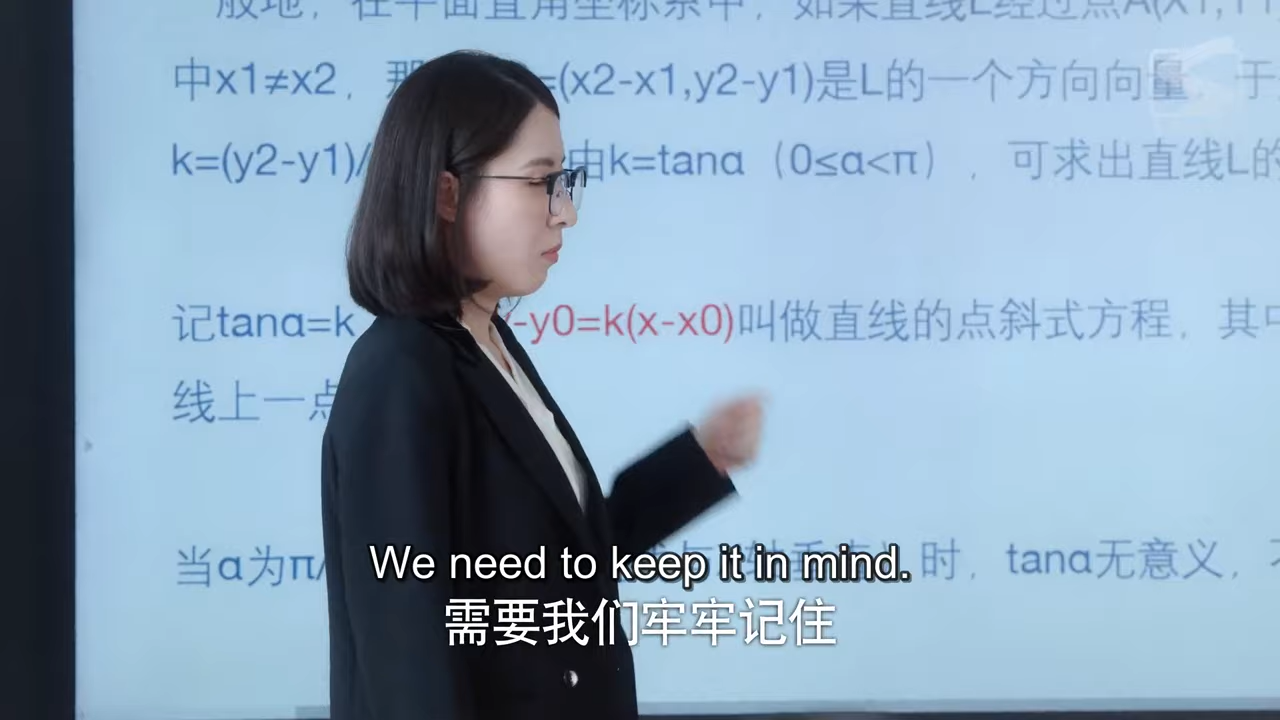 般地，在平面直角坐标系中，如果直线L经过点A(X1,Y1
中x1≠x2，那 =(x2-x1,y2-y1)是L的一个方向向量 于
k=(y2-y1)/ 由k=tanα（0≤α<π），可求出直线L的
记tanα=k -y0=k(x-x0)叫做直线的点斜式方程，其中
线上一点
当α为π/ 时，tanα无意义，不
We need to keep it in mind.
需要我们牢牢记住